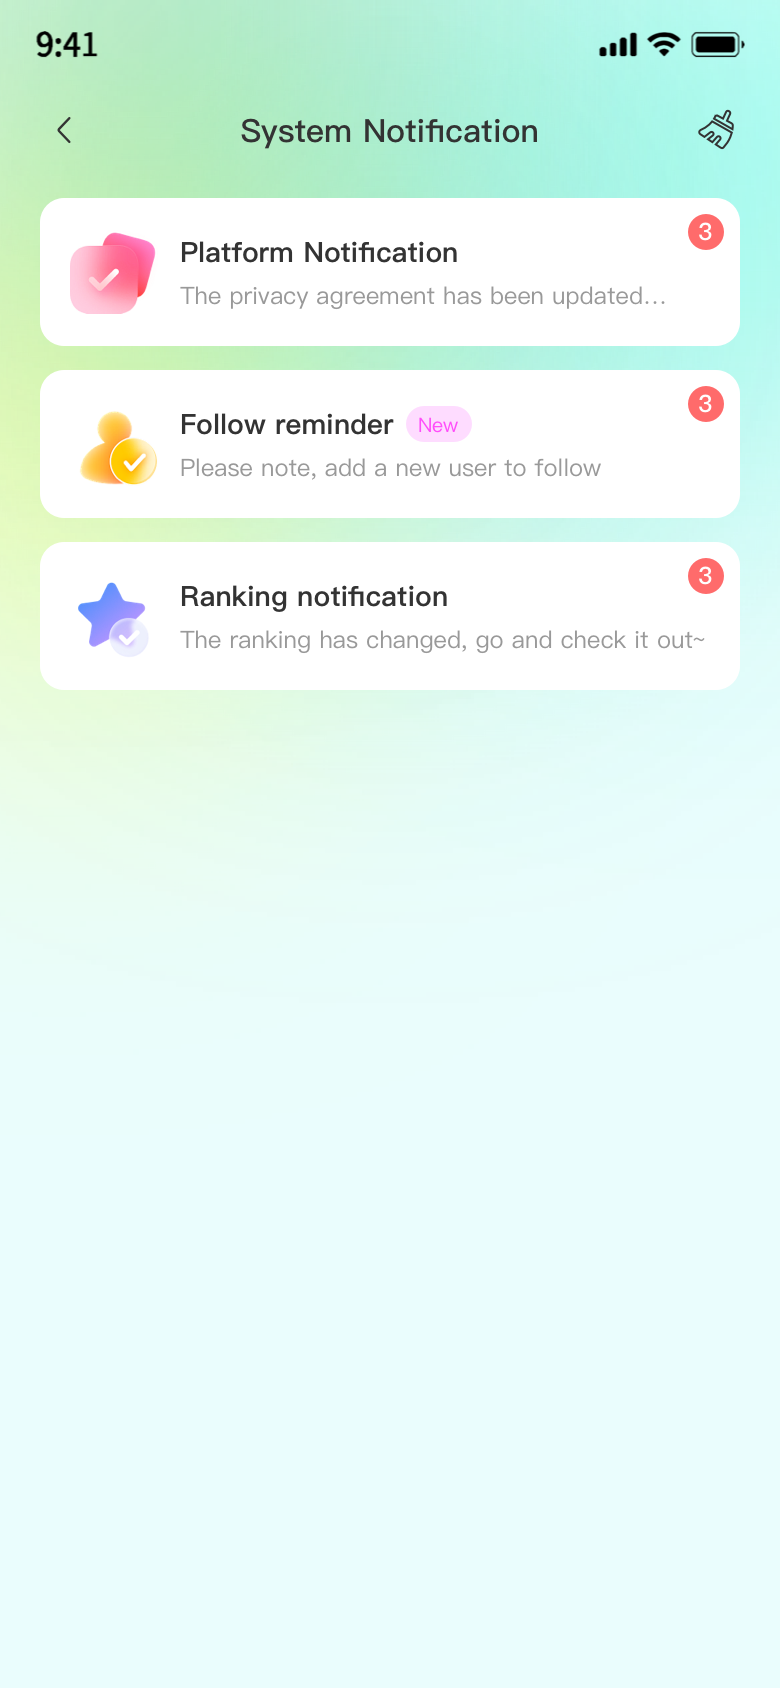 9:41
System Notification
Platform Notification
3
The privacy agreement has been updated...
Follow reminder New
3
Please note, add a new user to follow
Ranking notification
3
The ranking has changed, go and check it out~